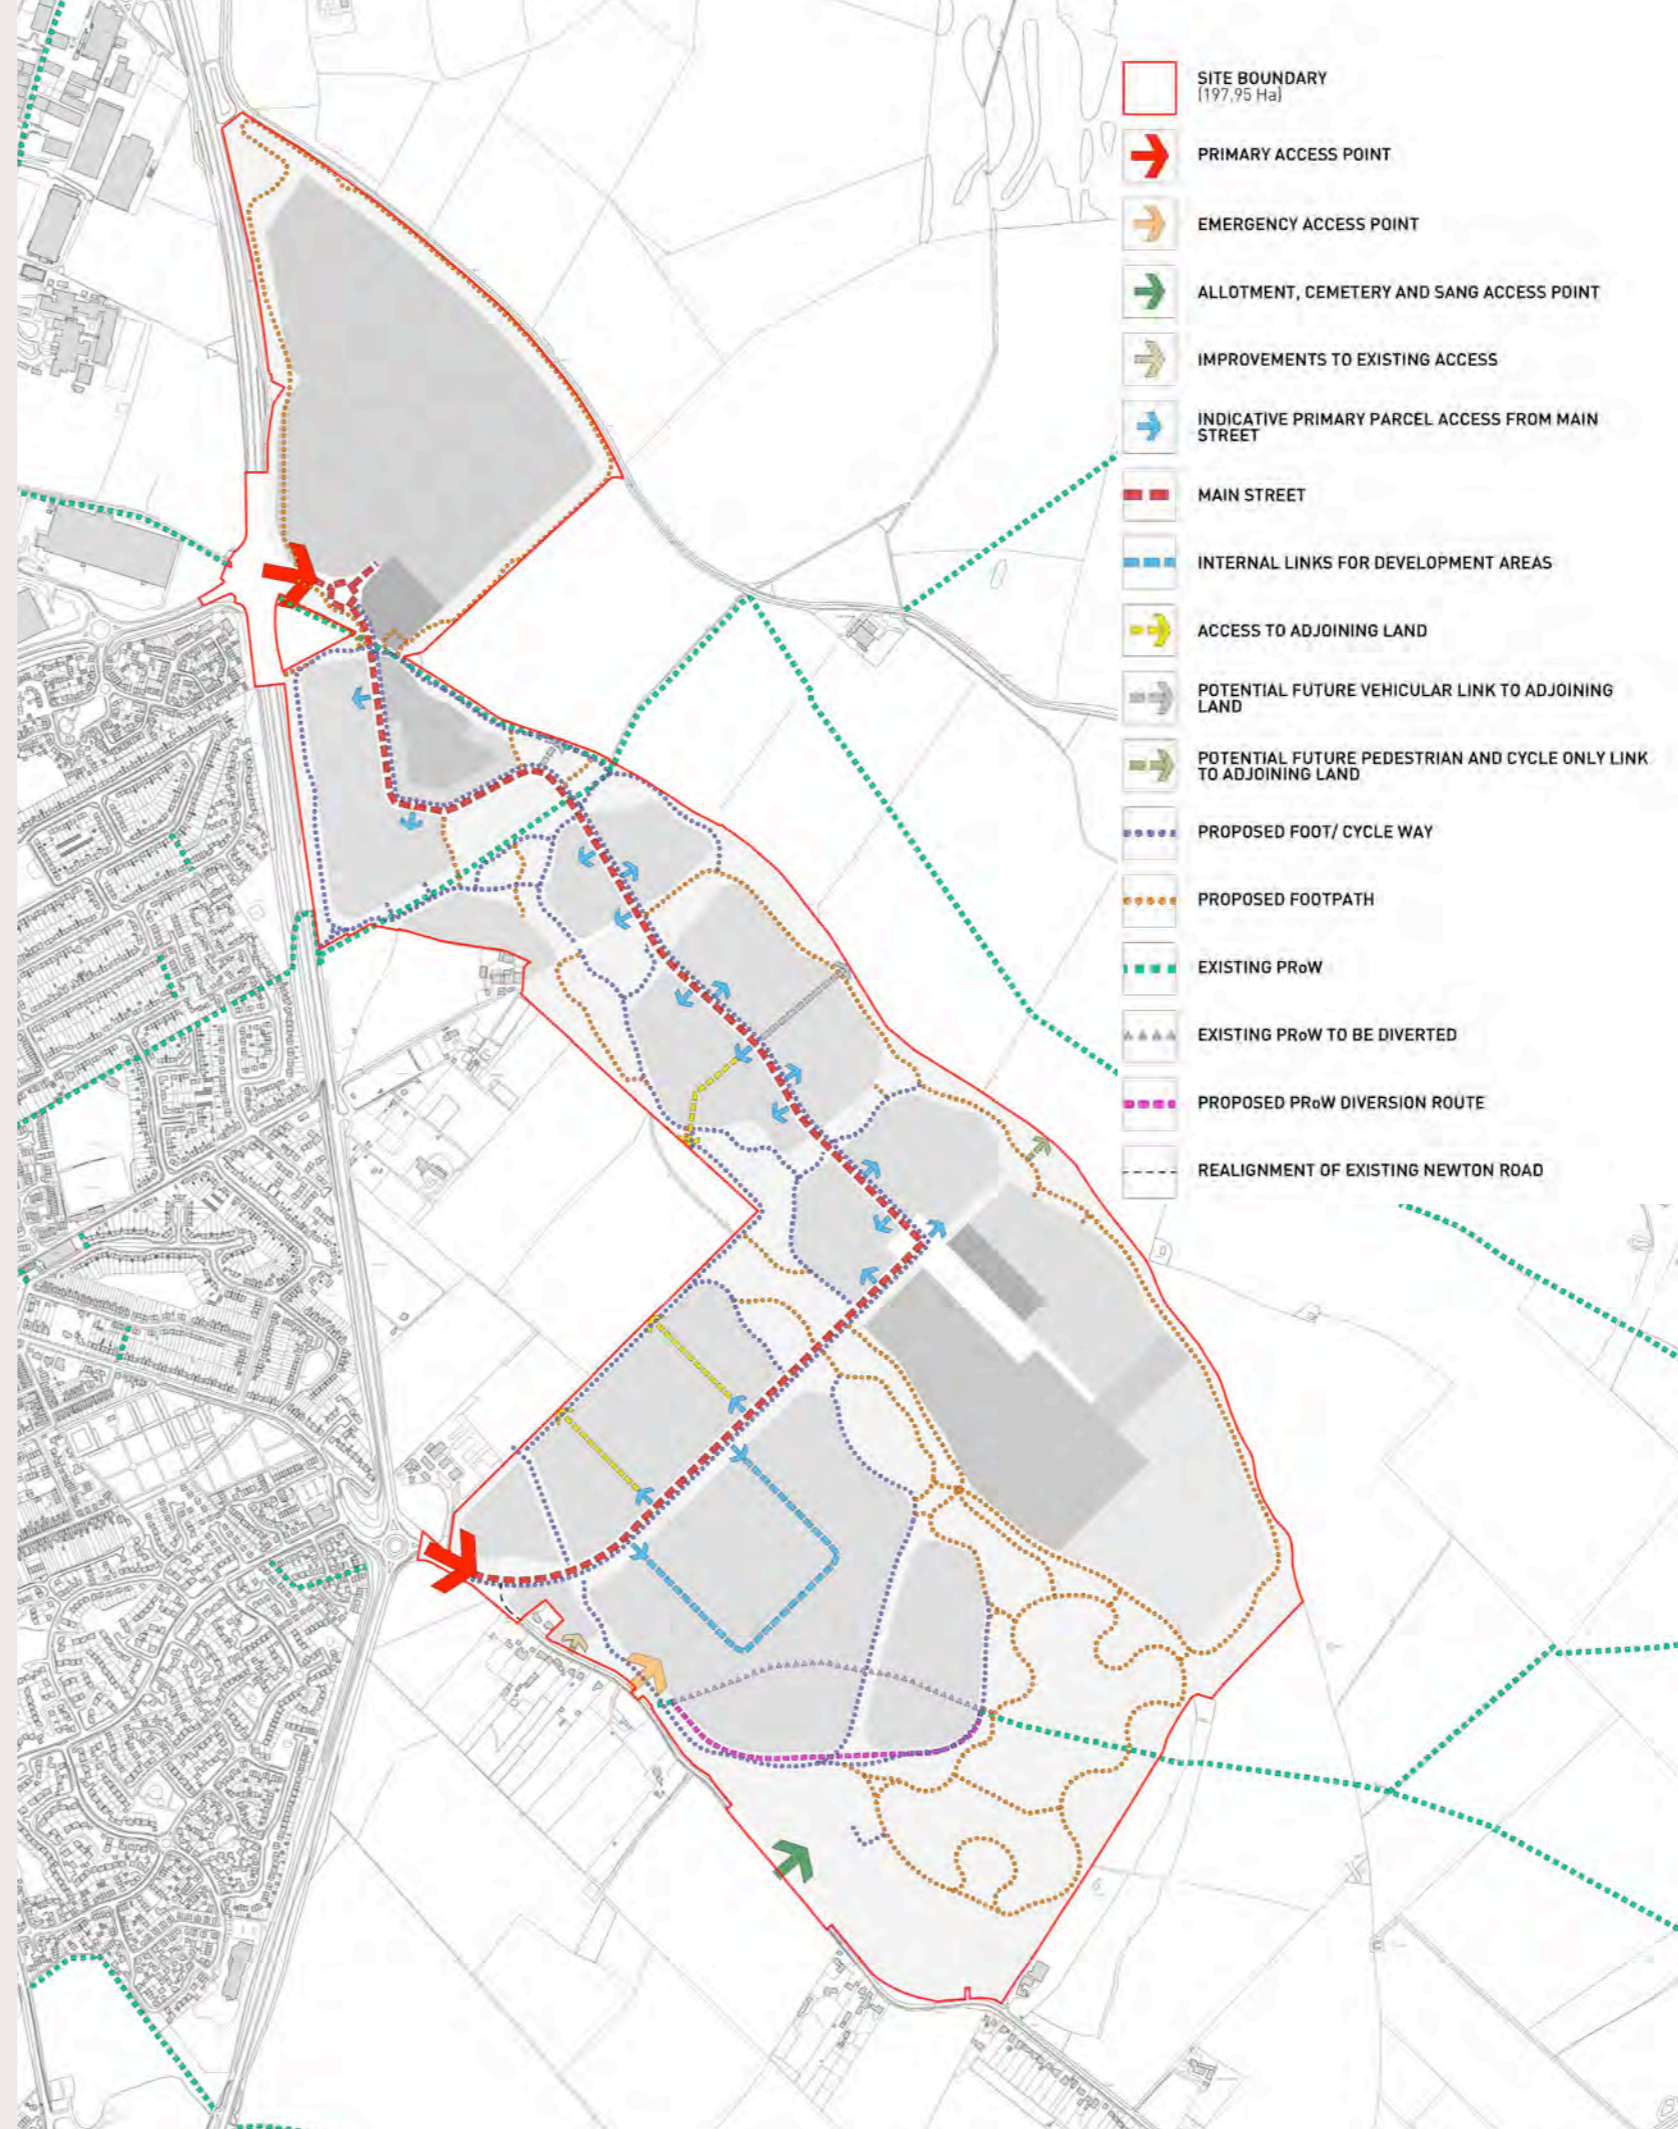 SITE BOUNDARY
(197,95 Ha)
PRIMARY ACCESS POINT
EMERGENCY ACCESS POINT
ALLOTMENT, CEMETERY AND SANG ACCESS POINT
IMPROVEMENTS TO EXISTING ACCESS
INDICATIVE PRIMARY PARCEL ACCESS FROM MAIN
STREET
MAIN STREET
INTERNAL LINKS FOR DEVELOPMENT AREAS
ACCESS TO ADJOINING LAND
POTENTIAL FUTURE VEHICULAR LINK TO ADJOINING
LAND
POTENTIAL FUTURE PEDESTRIAN AND CYCLE ONLY LINK
TO ADJOINING LAND
PROPOSED FOOT/ CYCLE WAY
PROPOSED FOOTPATH
EXISTING PRoW
EXISTING PRoW TO BE DIVERTED
PROPOSED PRoW DIVERSION ROUTE
REALIGNMENT OF EXISTING NEWTON ROAD